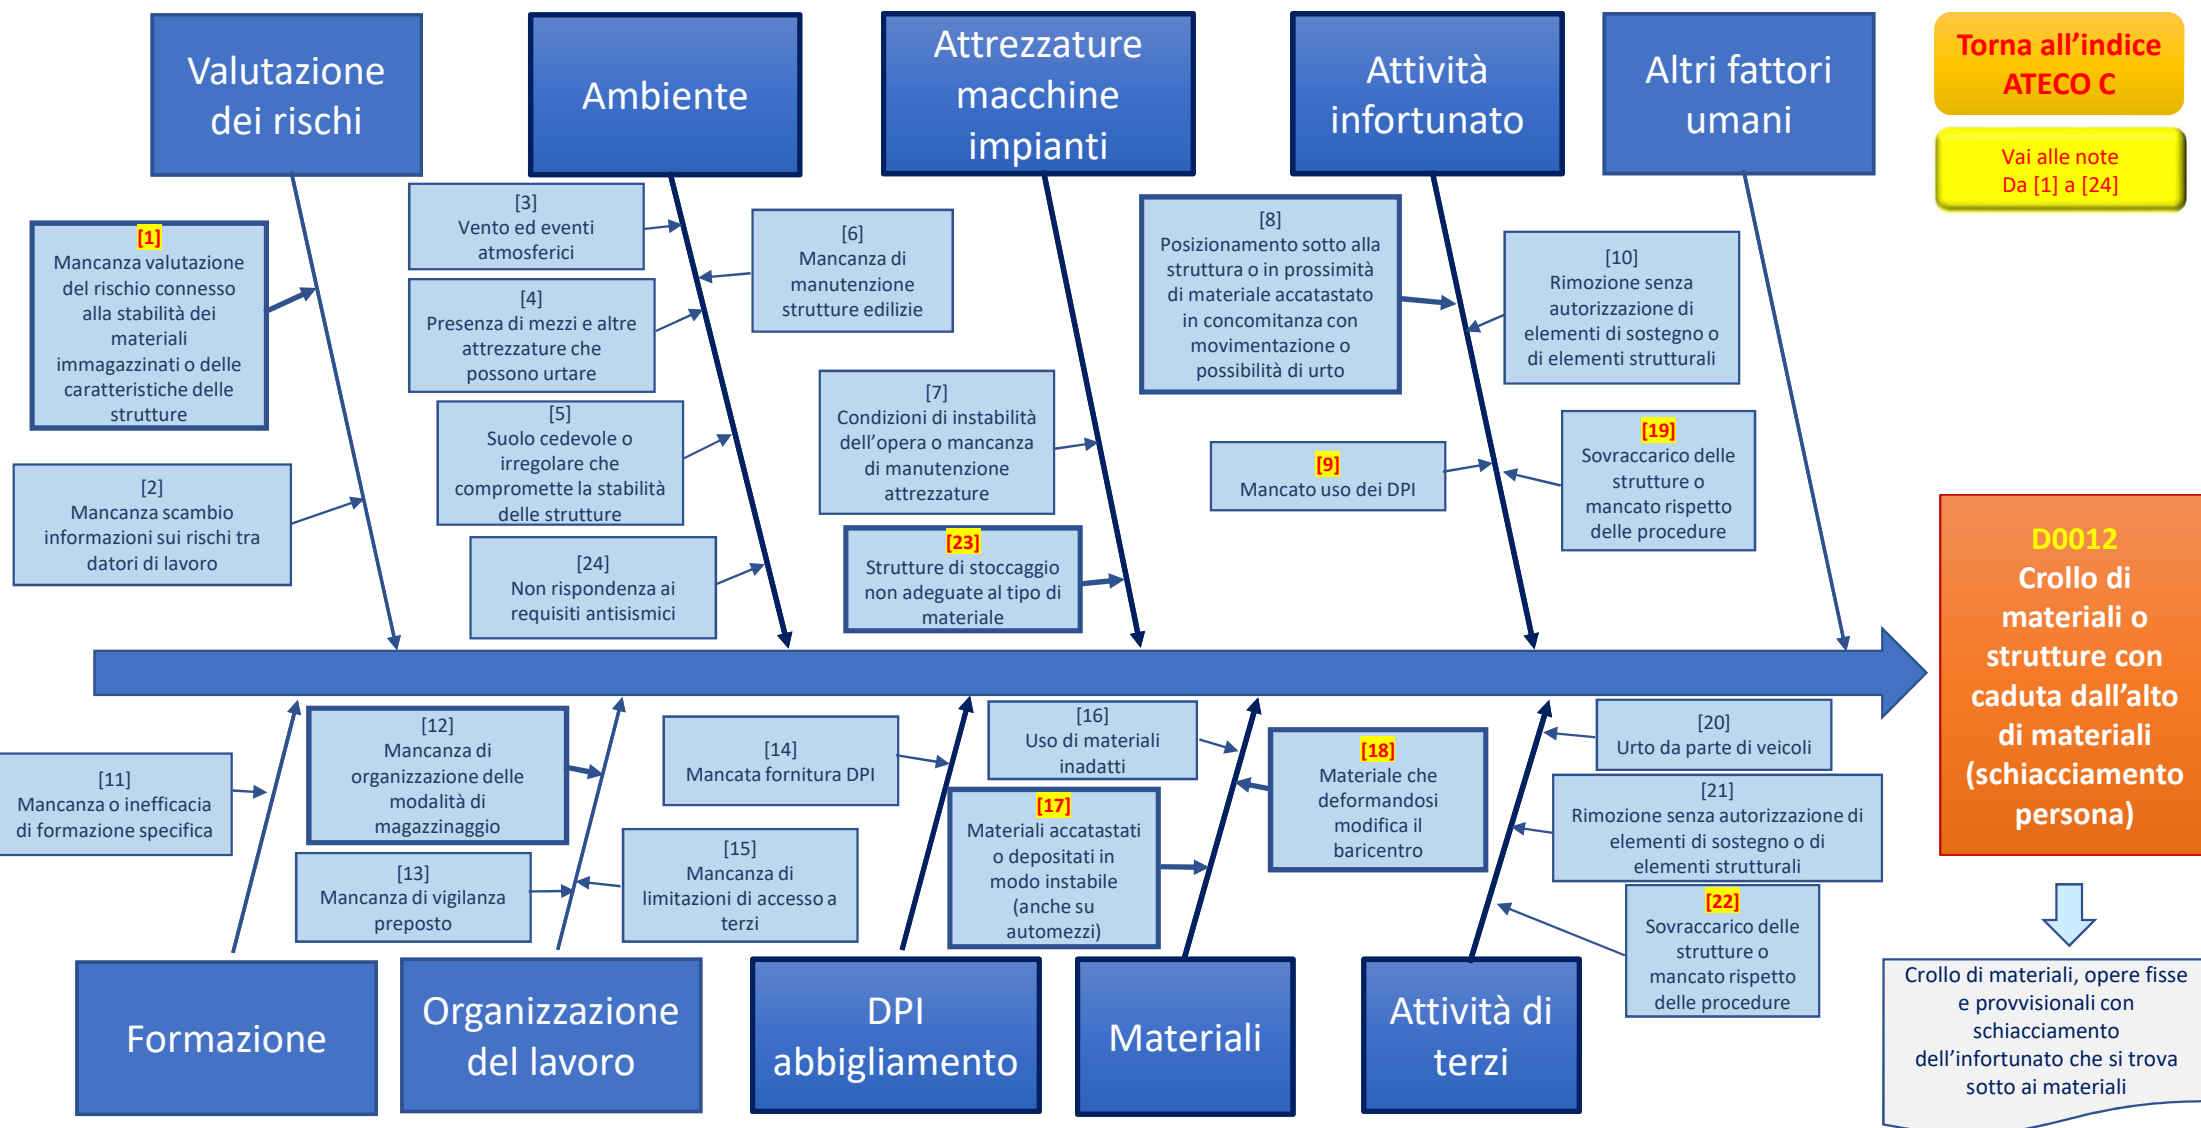 Valutazione
dei rischi
Ambiente
Attrezzature
macchine
impianti
Attività
infortunato
Altri fattori
umani
Torna all'indice
ATECO C
Vai alle note
Da [1] a [24]
[1]
Mancanza valutazione
del rischio connesso
alla stabilità dei
materiali
immagazzinati o delle
caratteristiche delle
strutture
[2]
Mancanza scambio
informazioni sui rischi tra
datori di lavoro
[3]
Vento ed eventi
atmosferici
[4]
Presenza di mezzi e altre
attrezzature che
possono urtare
[5]
Suolo cedevole o
irregolare che
compromette la stabilità
delle strutture
[24]
Non rispondenza ai
requisiti antisismici
[6]
Mancanza di
manutenzione
strutture edilizie
[7]
Condizioni di instabilità
dell'opera o mancanza
di manutenzione
attrezzature
[23]
Strutture di stoccaggio
non adeguate al tipo di
materiale
[8]
Posizionamento sotto alla
struttura o in prossimità
di materiale accatastato
in concomitanza con
movimentazione o
possibilità di urto
[9]
Mancato uso dei DPI
[10]
Rimozione senza
autorizzazione di
elementi di sostegno o
di elementi strutturali
[19]
Sovraccarico delle
strutture o
mancato rispetto
delle procedure
D0012
Crollo di
materiali o
strutture con
caduta dall'alto
di materiali
(schiacciamento
persona)
[11]
Mancanza o inefficacia
di formazione specifica
[12]
Mancanza di
organizzazione delle
modalità di
magazzinaggio
[13]
Mancanza di vigilanza
preposto
[15]
Mancanza di
limitazioni di accesso a
terzi
[14]
Mancata fornitura DPI
[16]
Uso di materiali
inadatti
[17]
Materiali accatastati
o depositati in
modo instabile
(anche su
automezzi)
[18]
Materiale che
deformandosi
modifica il
baricentro
[20]
Urto da parte di veicoli
[21]
Rimozione senza autorizzazione di
elementi di sostegno o di
elementi strutturali
[22]
Sovraccarico delle
strutture o
mancato rispetto
delle procedure
Formazione
Organizzazione
del lavoro
DPI
abbigliamento
Materiali
Attività di
terzi
Crollo di materiali, opere fisse
e provvisionali con
schiacciamento
dell'infortunato che si trova
sotto ai materiali